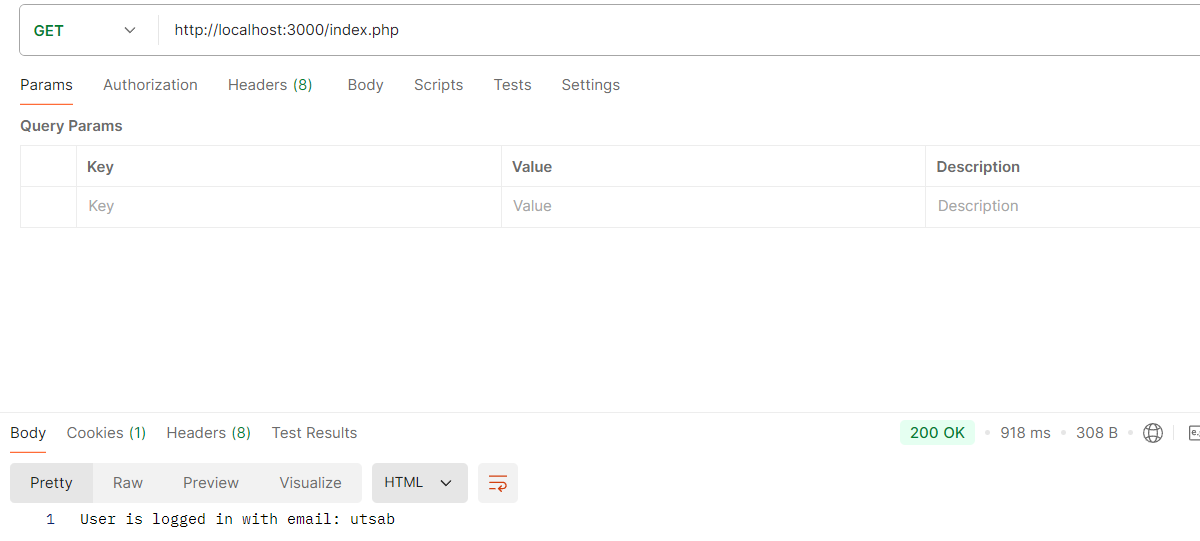 GET http://localhost:3000/index.php
Params Authorization Headers (8) Body Scripts Tests Settings
Query Params
Key Value Description
Key Value Description
Body Cookies (1) Headers (8) Test Results 200 OK • 918 ms • 308 B •
Pretty Raw Preview Visualize HTML
1 User is logged in with email: utsab